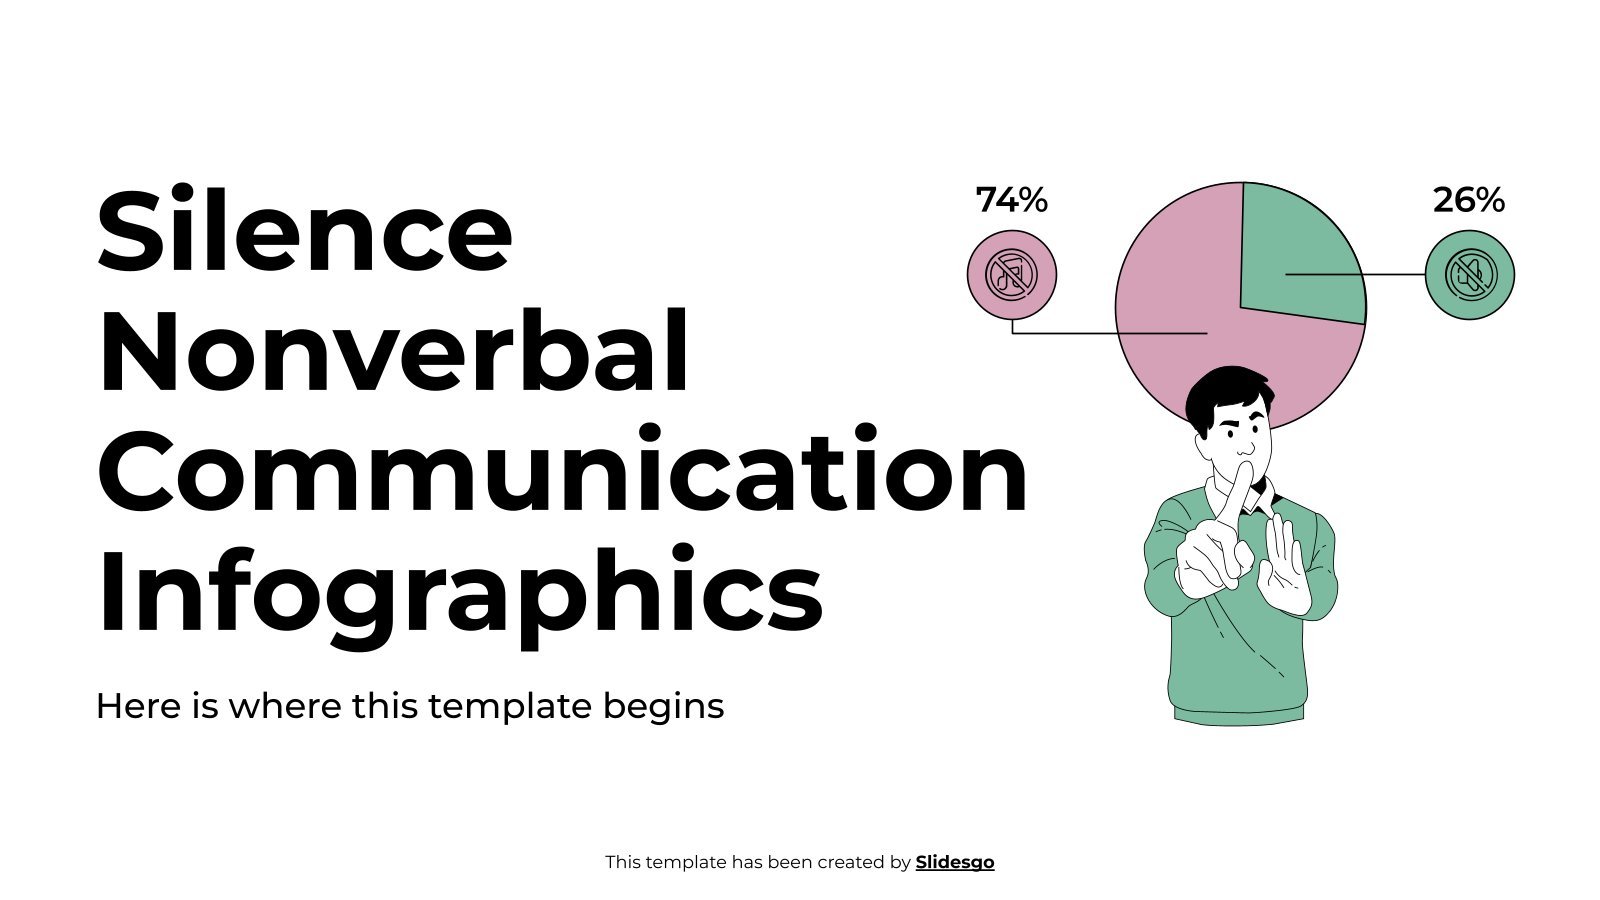 Silence
Nonverbal
Communication
Infographics
Here is where this template begins
74%
26%
This template has been created by Slidesgo